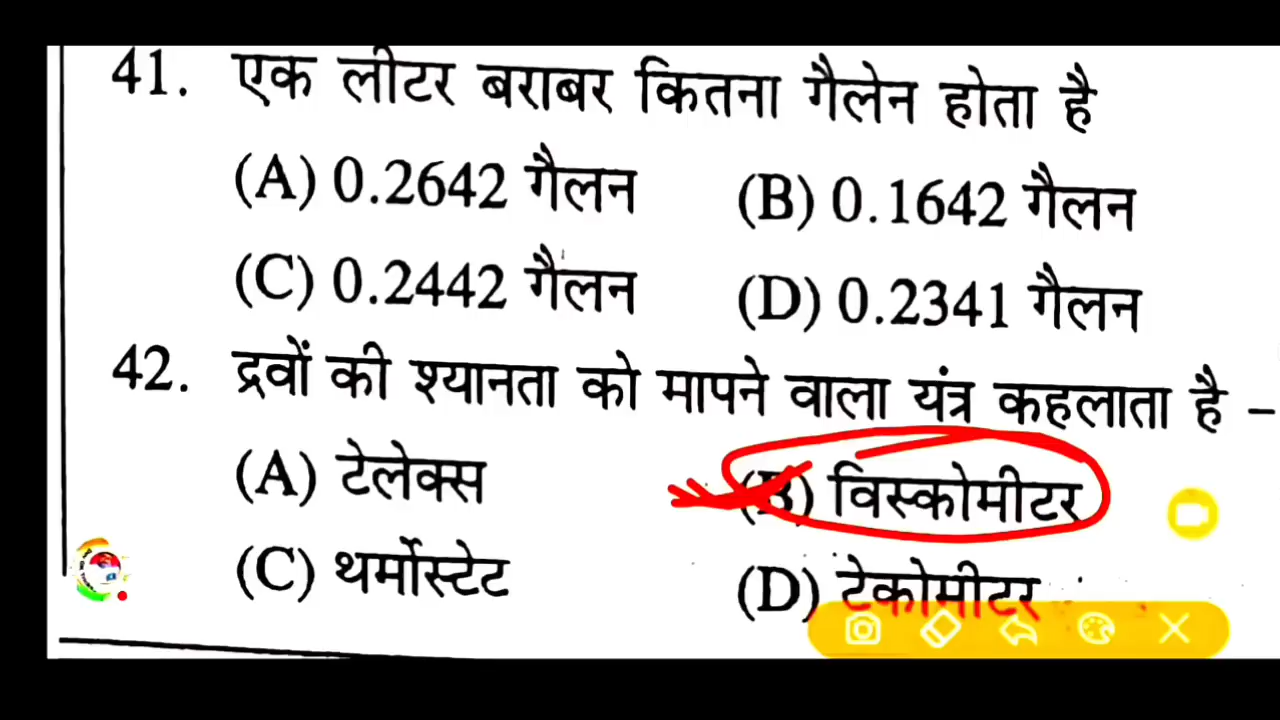 41. एक लीटर बराबर कितना गैलेन होता है
(A) 0.2642 गैलन (B) 0.1642 गैलन
(C) 0.2442 गैलन (D) 0.2341 गैलन
42. द्रवों की श्यानता को मापने वाला यंत्र कहलाता है –
(A) टेलेक्स (B) विस्कोमीटर
(C) थर्मोस्टेट (D) टेकोमीटर